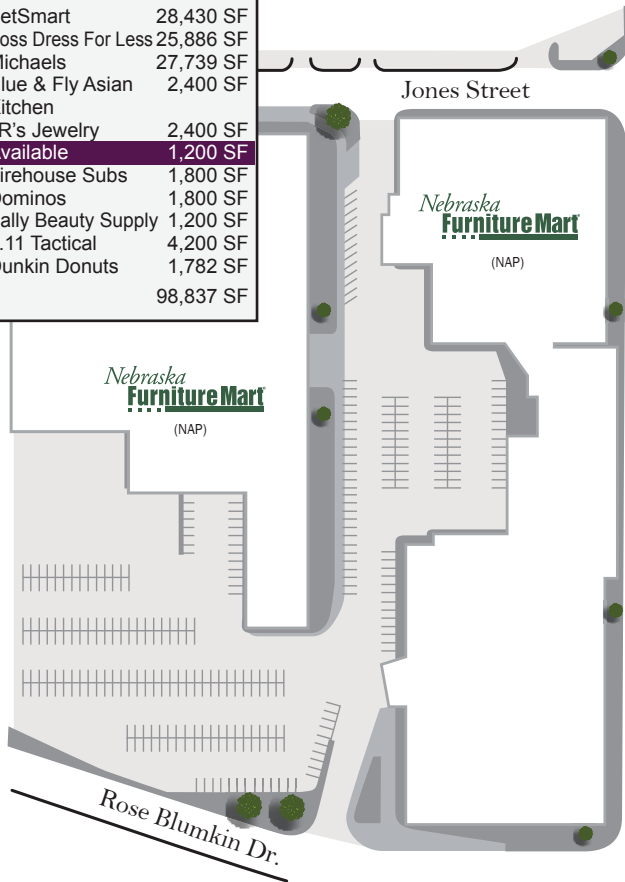 etSmart 28,430 SF
oss Dress For Less 25,886 SF
Michaels 27,739 SF
lue & Fly Asian 2,400 SF
Kitchen
R's Jewelry 2,400 SF
vailable 1,200 SF
irehouse Subs 1,800 SF
ominos 1,800 SF
ally Beauty Supply 1,200 SF
.11 Tactical 4,200 SF
unkin Donuts 1,782 SF
98,837 SF
Jones Street
Nebraska
Furniture Mart
(NAP)
Nebraska
Furniture Mart
(NAP)
Rose Blumkin Dr.